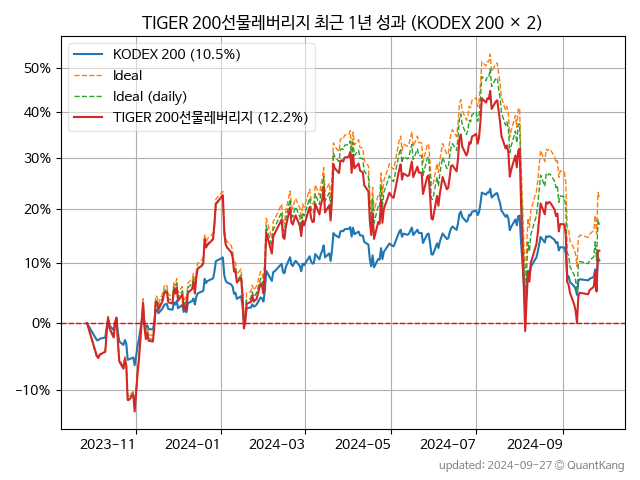 TIGER 200선물레버리지 최근 1년 성과 (KODEX 200 × 2)
KODEX 200 (10.5%)
Ideal
Ideal (daily)
TIGER 200선물레버리지 (12.2%)
50%
40%
30%
20%
10%
0%
−10%
2023−11
2024−01
2024−03
2024−05
2024−07
2024−09
updated: 2024-09-27 © QuantKang